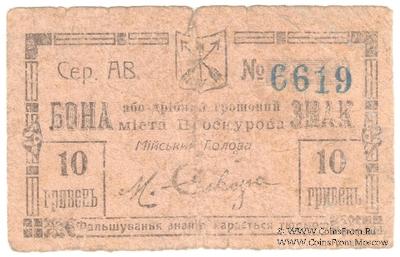 Сер. АВ. № 6619
БОНА або дрібний грошовий ЗНАК
міста Проскурова
Міський Голова
10 10
гривень гривень
Фальшування знаків карається
© www.CoinsFrom.Ru
www.CoinsFromMoscow.ru